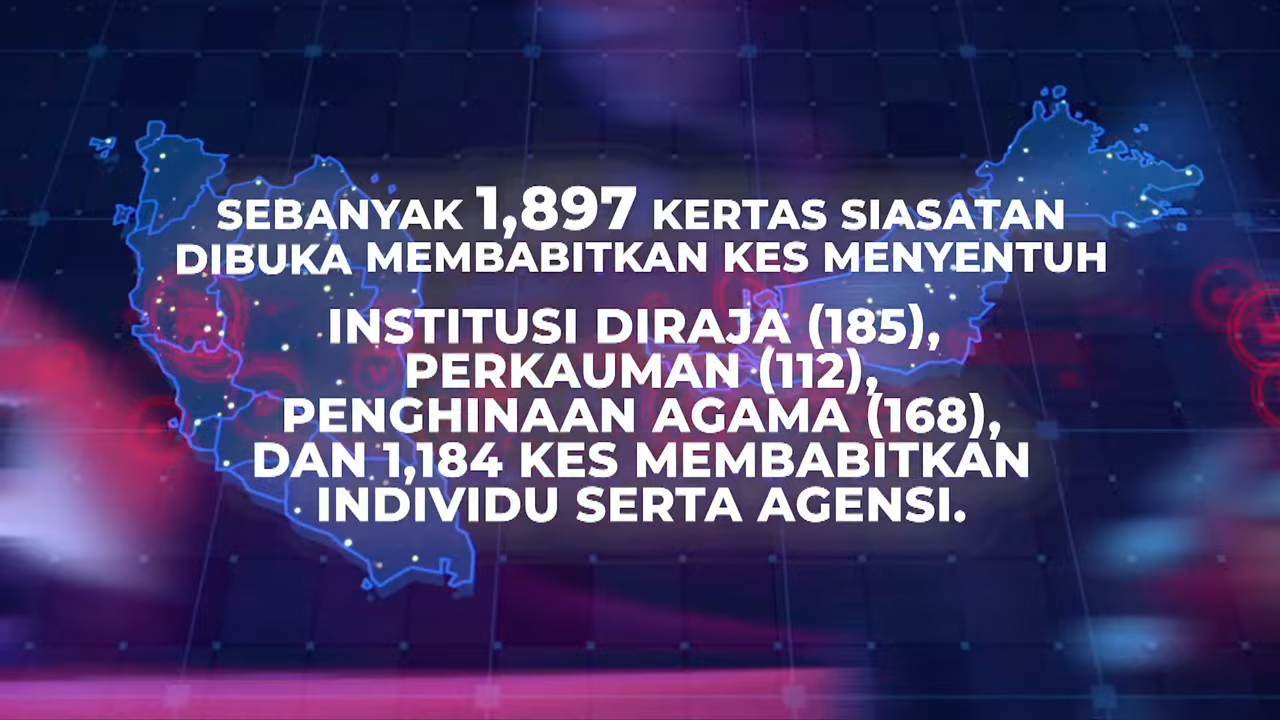 SEBANYAK 1,897 KERTAS SIASATAN
DIBUKA MEMBABITKAN KES MENYENTUH
INSTITUSI DIRAJA (185),
PERKAUMAN (112),
PENGHINAAN AGAMA (168),
DAN 1,184 KES MEMBABITKAN
INDIVIDU SERTA AGENSI.